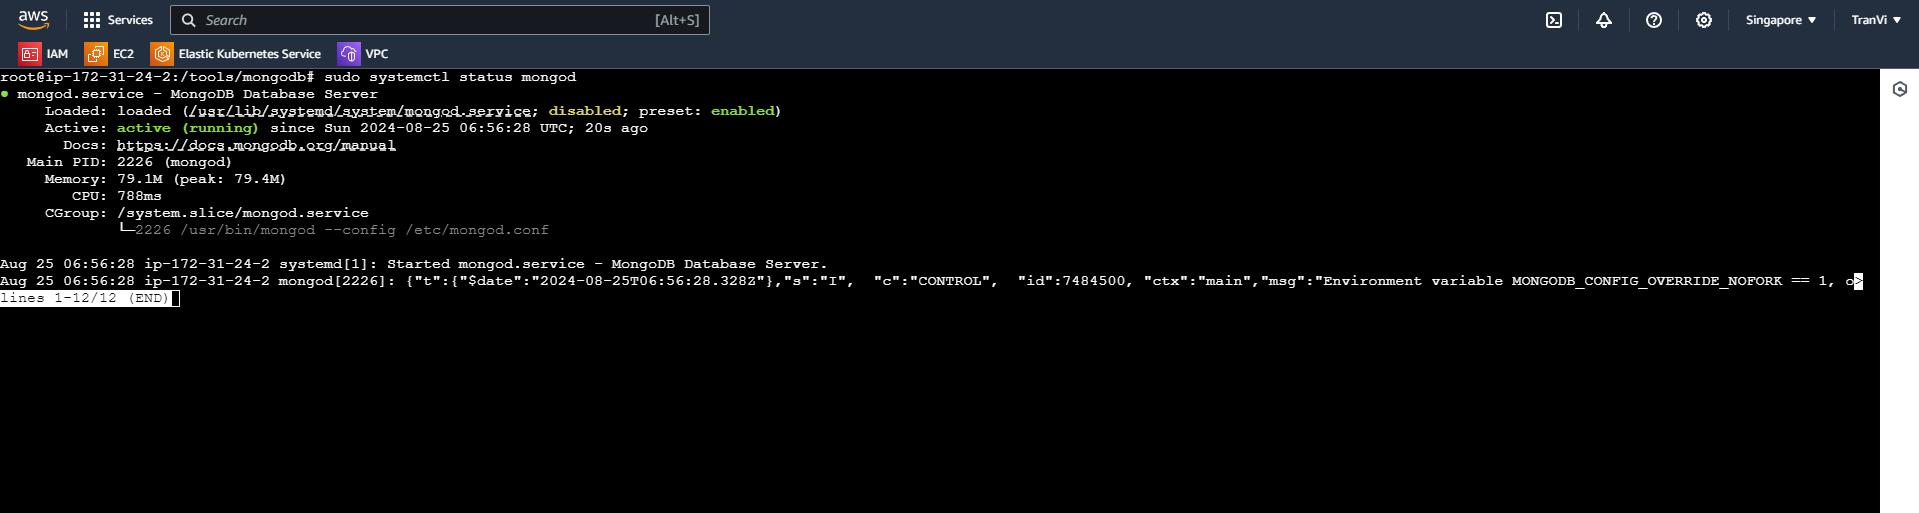 aws
Services
Search
[Alt+S]
Singapore
TranVi
IAM
EC2
Elastic Kubernetes Service
VPC
root@ip-172-31-24-2:/tools/mongodb# sudo systemctl status mongod
● mongod.service - MongoDB Database Server
Loaded: loaded (/usr/lib/systemd/system/mongod.service; disabled; preset: enabled)
Active: active (running) since Sun 2024-08-25 06:56:28 UTC; 20s ago
Docs: https://docs.mongodb.org/manual
Main PID: 2226 (mongod)
Memory: 79.1M (peak: 79.4M)
CPU: 788ms
CGroup: /system.slice/mongod.service
└─2226 /usr/bin/mongod --config /etc/mongod.conf
Aug 25 06:56:28 ip-172-31-24-2 systemd[1]: Started mongod.service - MongoDB Database Server.
Aug 25 06:56:28 ip-172-31-24-2 mongod[2226]: {"t":{"$date":"2024-08-25T06:56:28.328Z"},"s":"I",  "c":"CONTROL",  "id":7484500, "ctx":"main","msg":"Environment variable MONGODB_CONFIG_OVERRIDE_NOFORK == 1, o>
lines 1-12/12 (END)